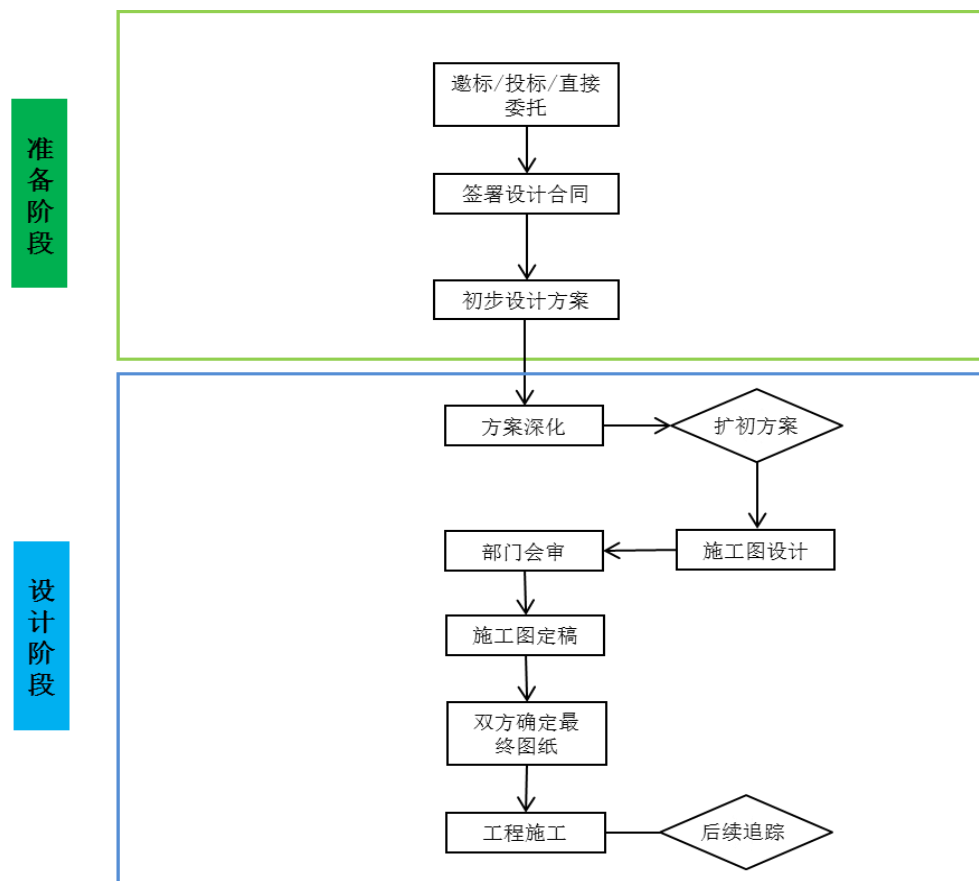 准备阶段
邀标/投标/直接
委托
签署设计合同
初步设计方案
设计阶段
方案深化
扩初方案
施工图设计
部门会审
施工图定稿
双方确定最
终图纸
工程施工
后续追踪